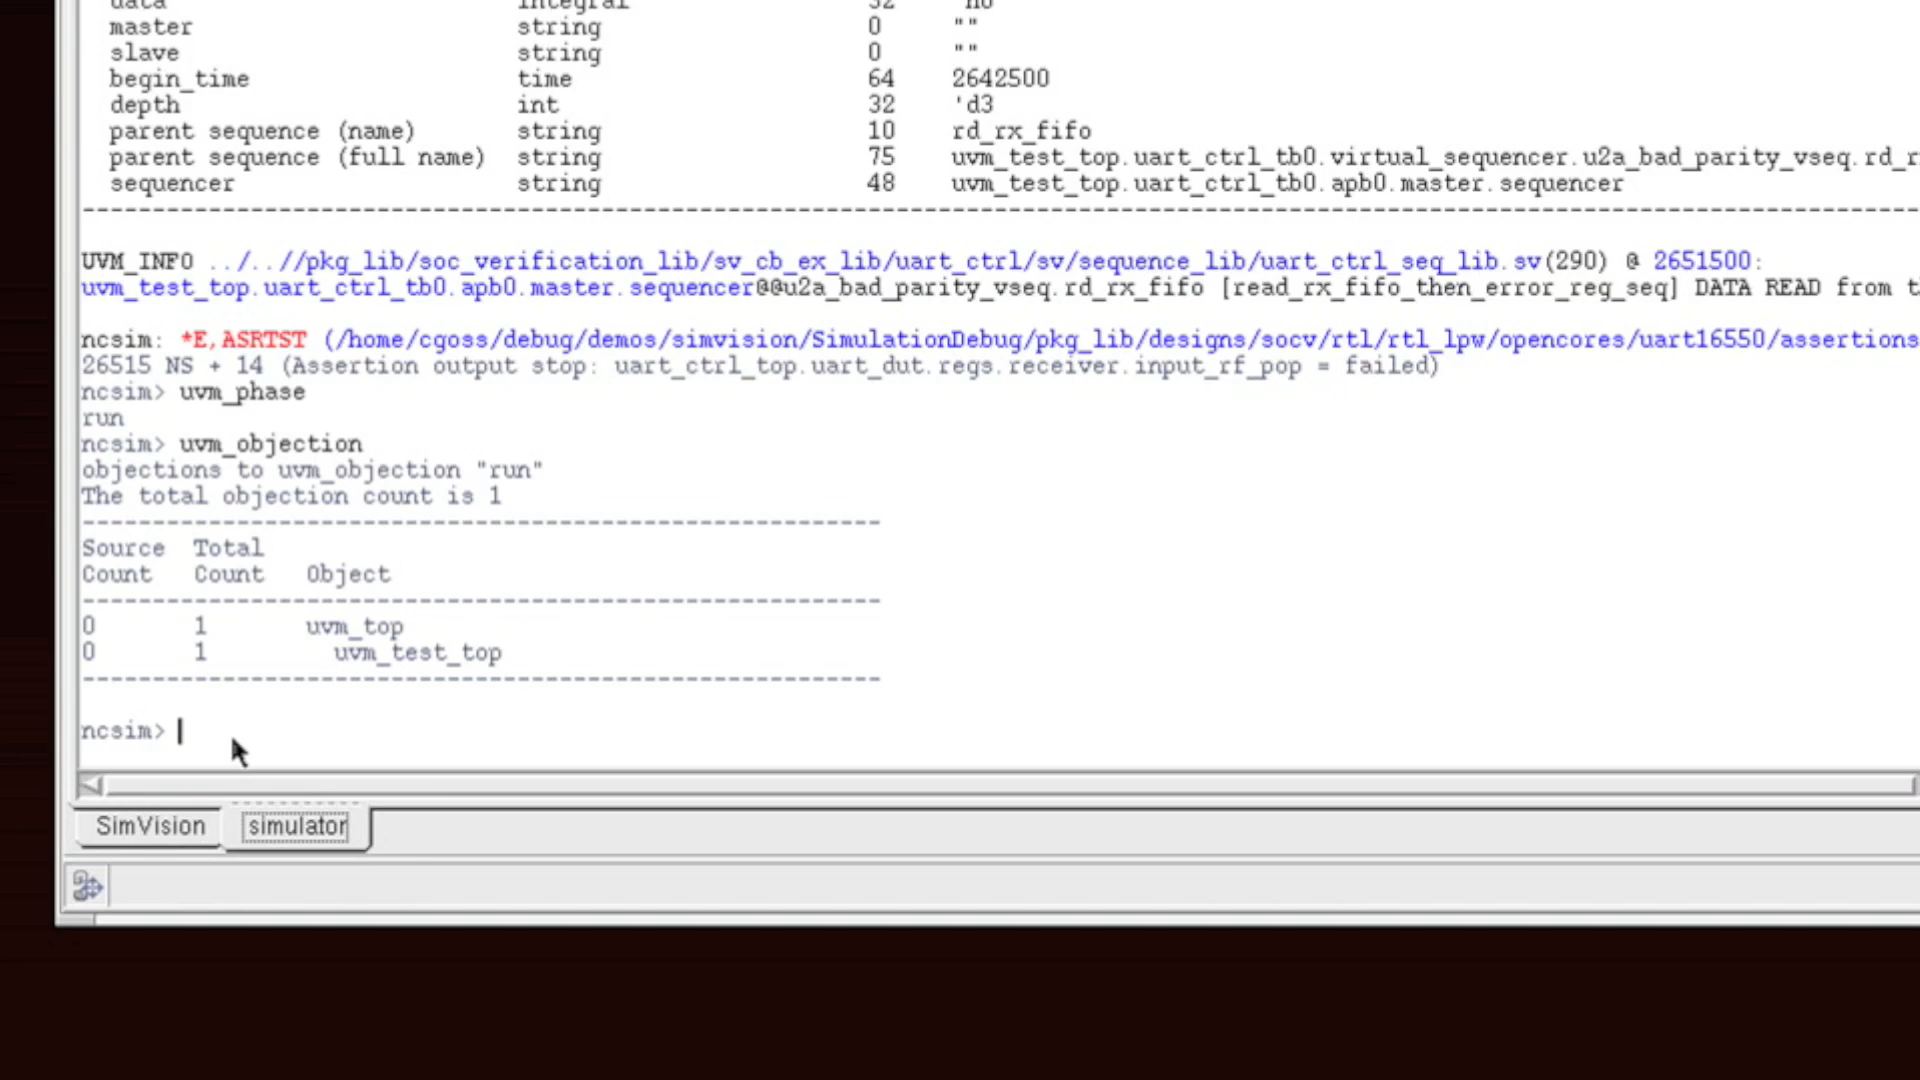 data integral 32 'h0
master string 0 ""
slave string 0 ""
begin_time time 64 2642500
depth int 32 'd3
parent sequence (name) string 10 rd_rx_fifo
parent sequence (full name) string 75 uvm_test_top.uart_ctrl_tb0.virtual_sequencer.u2a_bad_parity_vseq.rd_r
sequencer string 48 uvm_test_top.uart_ctrl_tb0.apb0.master.sequencer
UVM_INFO ../..//pkg_lib/soc_verification_lib/sv_cb_ex_lib/uart_ctrl/sv/sequence_lib/uart_ctrl_seq_lib.sv(290) @ 2651500:
uvm_test_top.uart_ctrl_tb0.apb0.master.sequencer@@u2a_bad_parity_vseq.rd_rx_fifo [read_rx_fifo_then_error_reg_seq] DATA READ from t
ncsim: *E,ASRTST (/home/cgoss/debug/demos/simvision/SimulationDebug/pkg_lib/designs/socv/rtl/rtl_lpw/opencores/uart16550/assertions
26515 NS + 14 (Assertion output stop: uart_ctrl_top.uart_dut.regs.receiver.input_rf_pop = failed)
ncsim> uvm_phase
run
ncsim> uvm_objection
objections to uvm_objection "run"
The total objection count is 1
---------------------------------------------------------
Source Total
Count Count Object
---------------------------------------------------------
0 1 uvm_top
0 1 uvm_test_top
---------------------------------------------------------
ncsim>
SimVision simulator